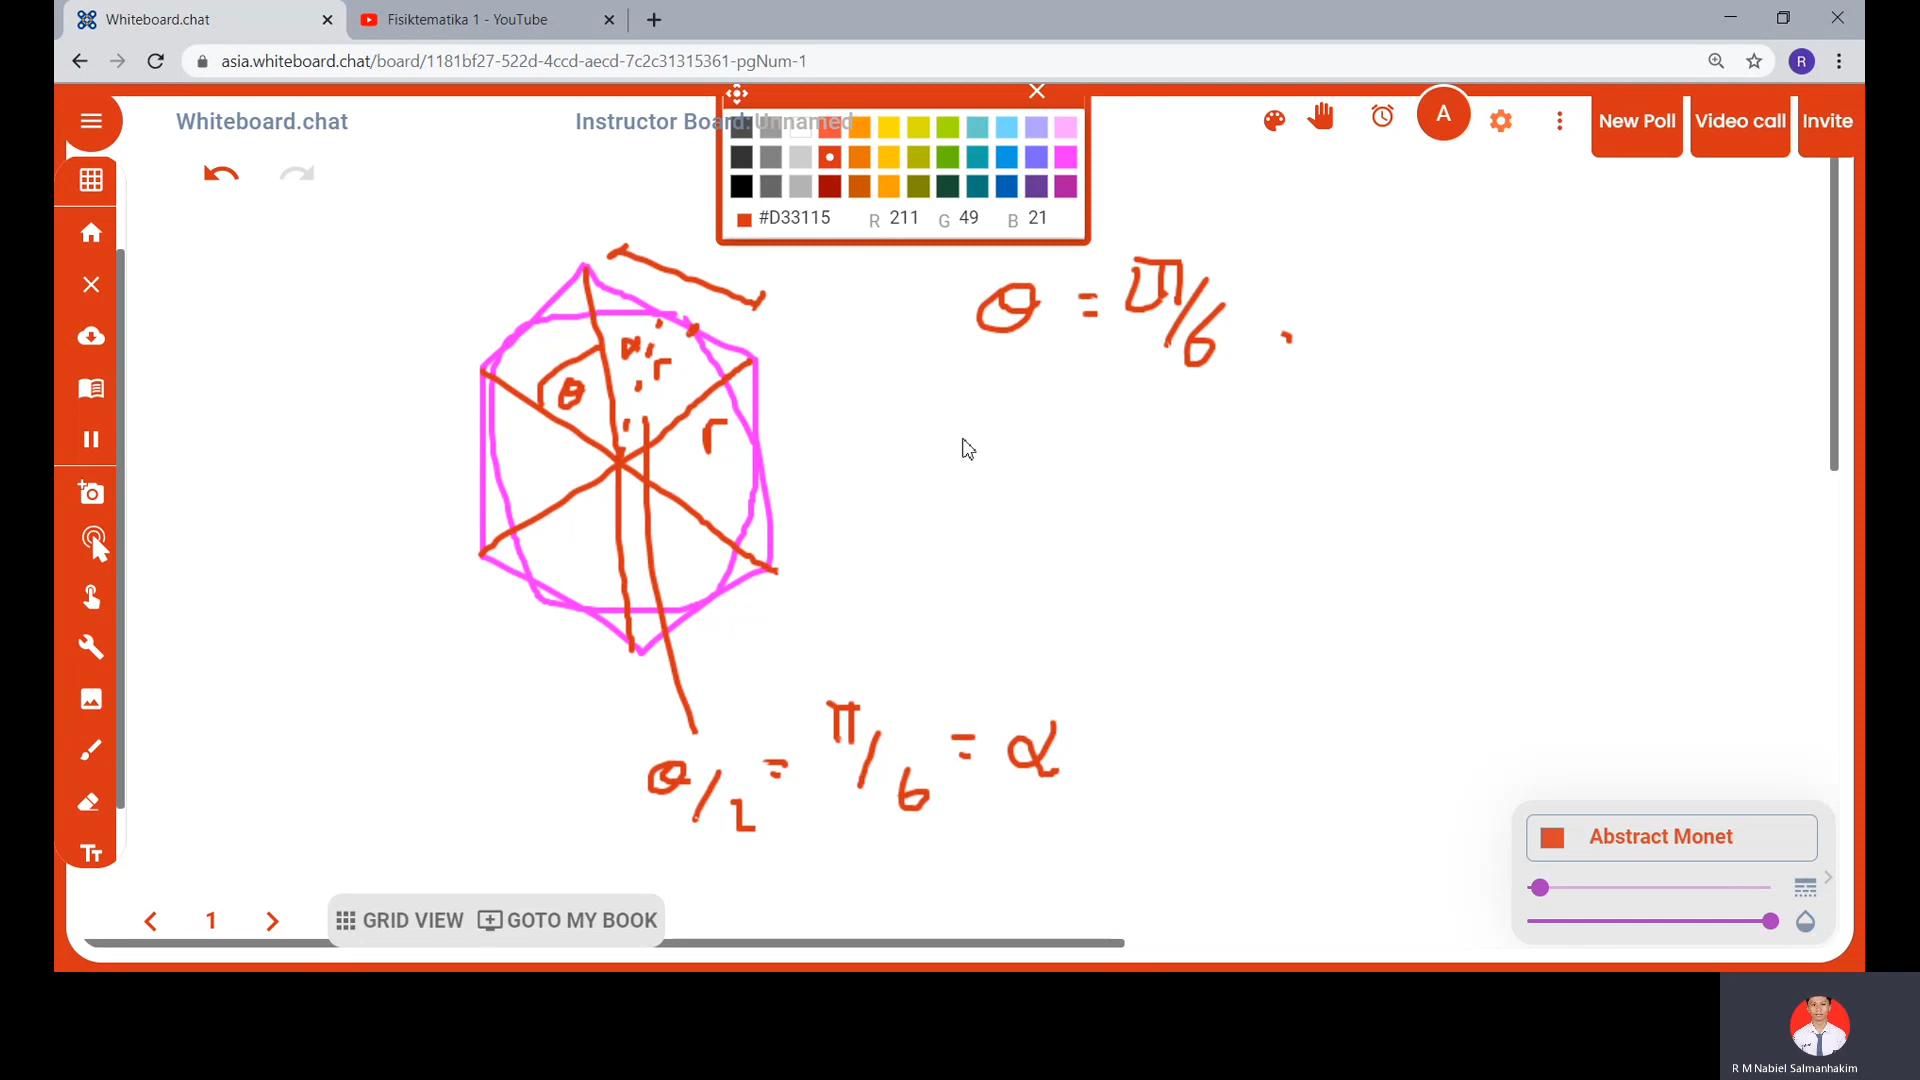 Whiteboard.chat
Fisiktematika 1 - YouTube
asia.whiteboard.chat/board/1181bf27-522d-4ccd-aecd-7c2c31315361-pgNum-1
R
Whiteboard.chat
Instructor Board: Unnamed
A
New Poll
Video call
Invite
#D33115 R 211 G 49 B 21
θ = π/6
α
r
θ
r
θ/2 = π/6 = α
Abstract Monet
1
GRID VIEW
GOTO MY BOOK
Tт
R M Nabiel Salmanhakim